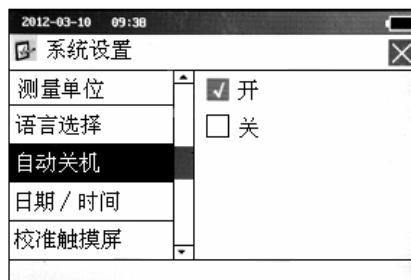 2012-03-10 09:38
系统设置
测量单位
语言选择
自动关机
日期 / 时间
校准触摸屏
开
关